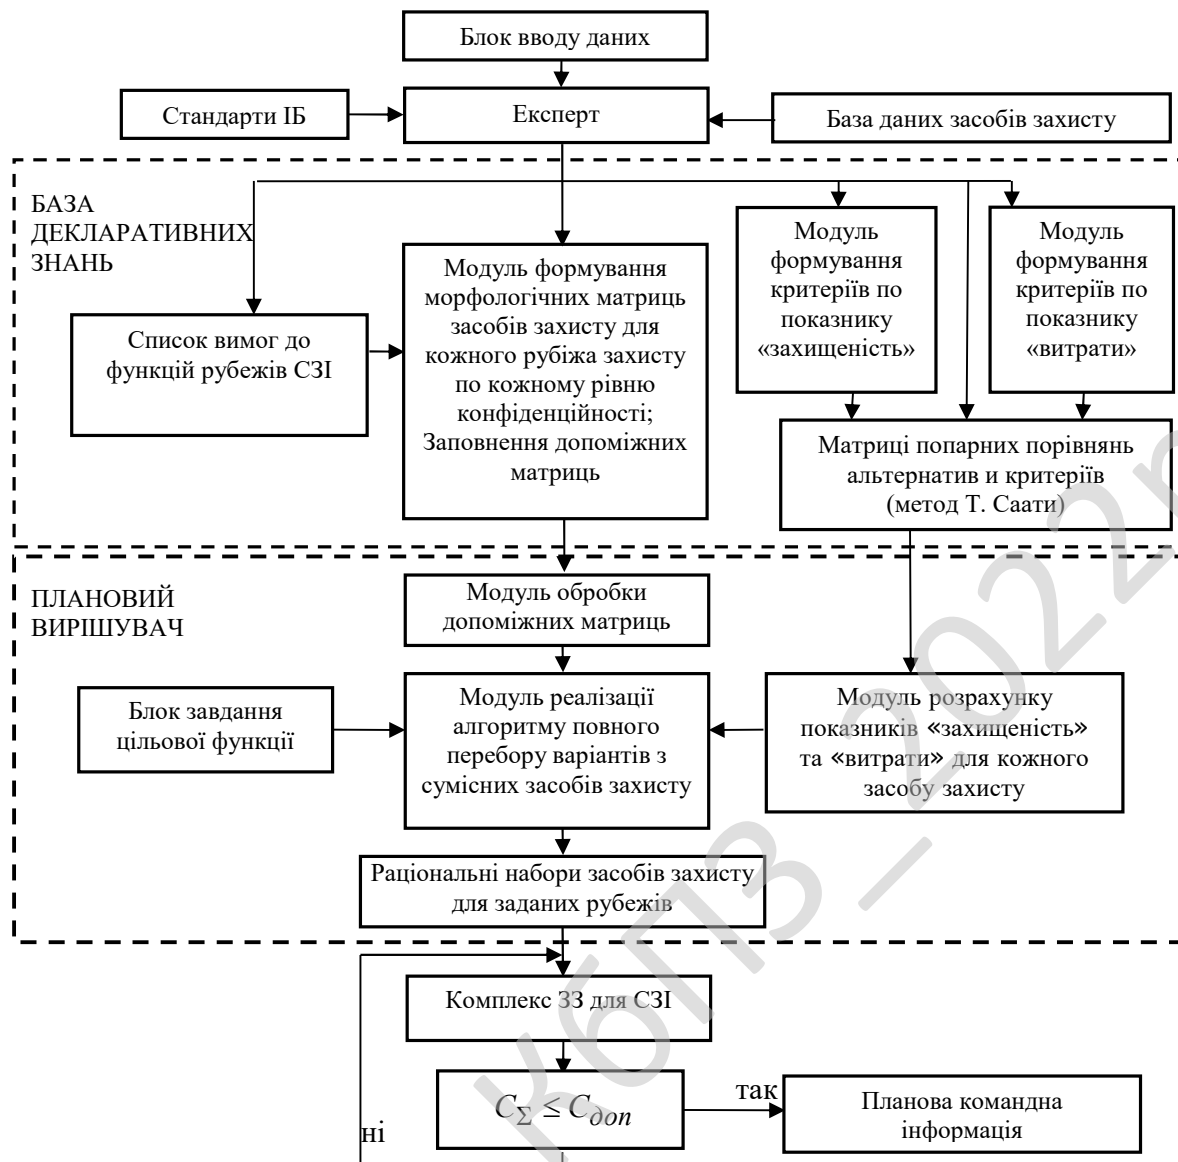 Блок вводу даних
Стандарти ІБ
Експерт
База даних засобів захисту
БАЗА
ДЕКЛАРАТИВНИХ
ЗНАНЬ
Список вимог до
функцій рубежів СЗІ
Модуль формування
морфологічних матриць
засобів захисту для
кожного рубіжа захисту
по кожному рівню
конфіденційності;
Заповнення допоміжних
матриць
Модуль
формування
критеріїв по
показнику
«захищеність»
Модуль
формування
критеріїв по
показнику
«витрати»
Матриці попарних порівнянь
альтернатив и критеріїв
(метод Т. Саати)
ПЛАНОВИЙ
ВИРІШУВАЧ
Модуль обробки
допоміжних матриць
Блок завдання
цільової функції
Модуль реалізації
алгоритму повного
перебору варіантів з
сумісних засобів захисту
Модуль розрахунку
показників «захищеність»
та «витрати» для кожного
засобу захисту
Раціональні набори засобів захисту
для заданих рубежів
Комплекс ЗЗ для СЗІ
C_Σ ≤ C_доп
так
Планова командна
інформація
ні
КбПЗ_2022р